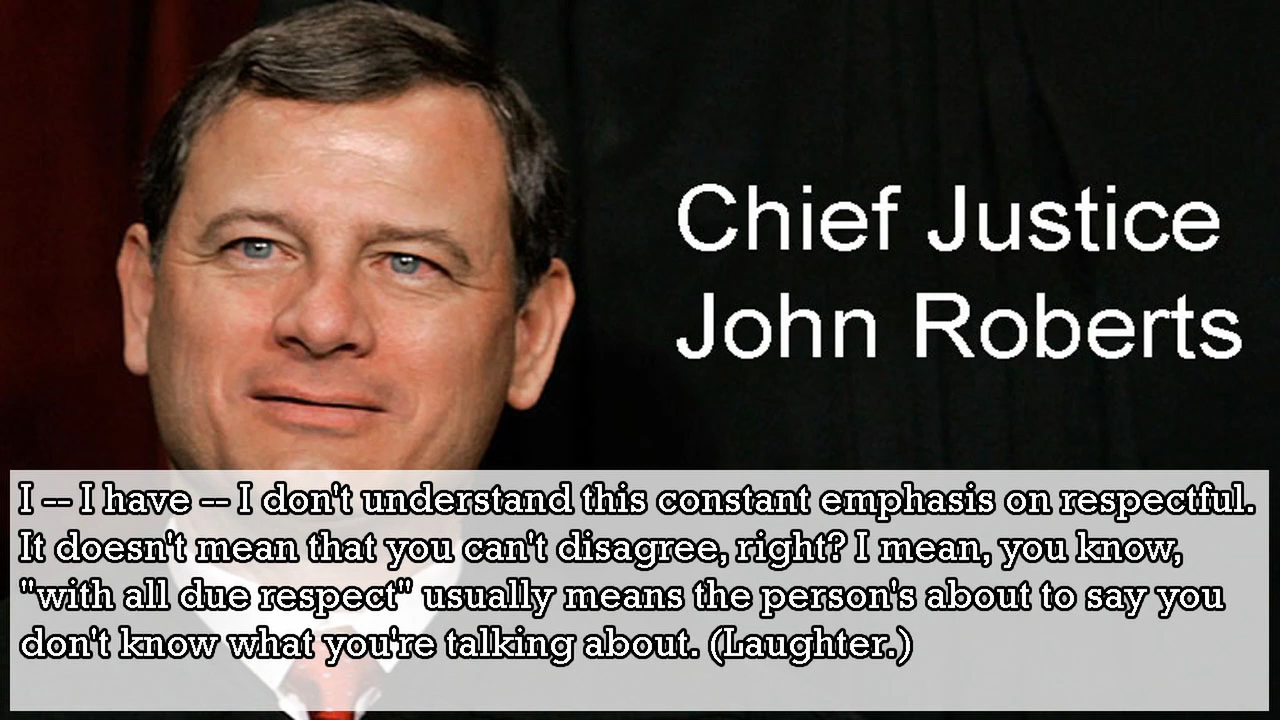 Chief Justice
John Roberts
I -- I have -- I don't understand this constant emphasis on respectful.
It doesn't mean that you can't disagree, right? I mean, you know,
"with all due respect" usually means the person's about to say you
don't know what you're talking about. (Laughter.)